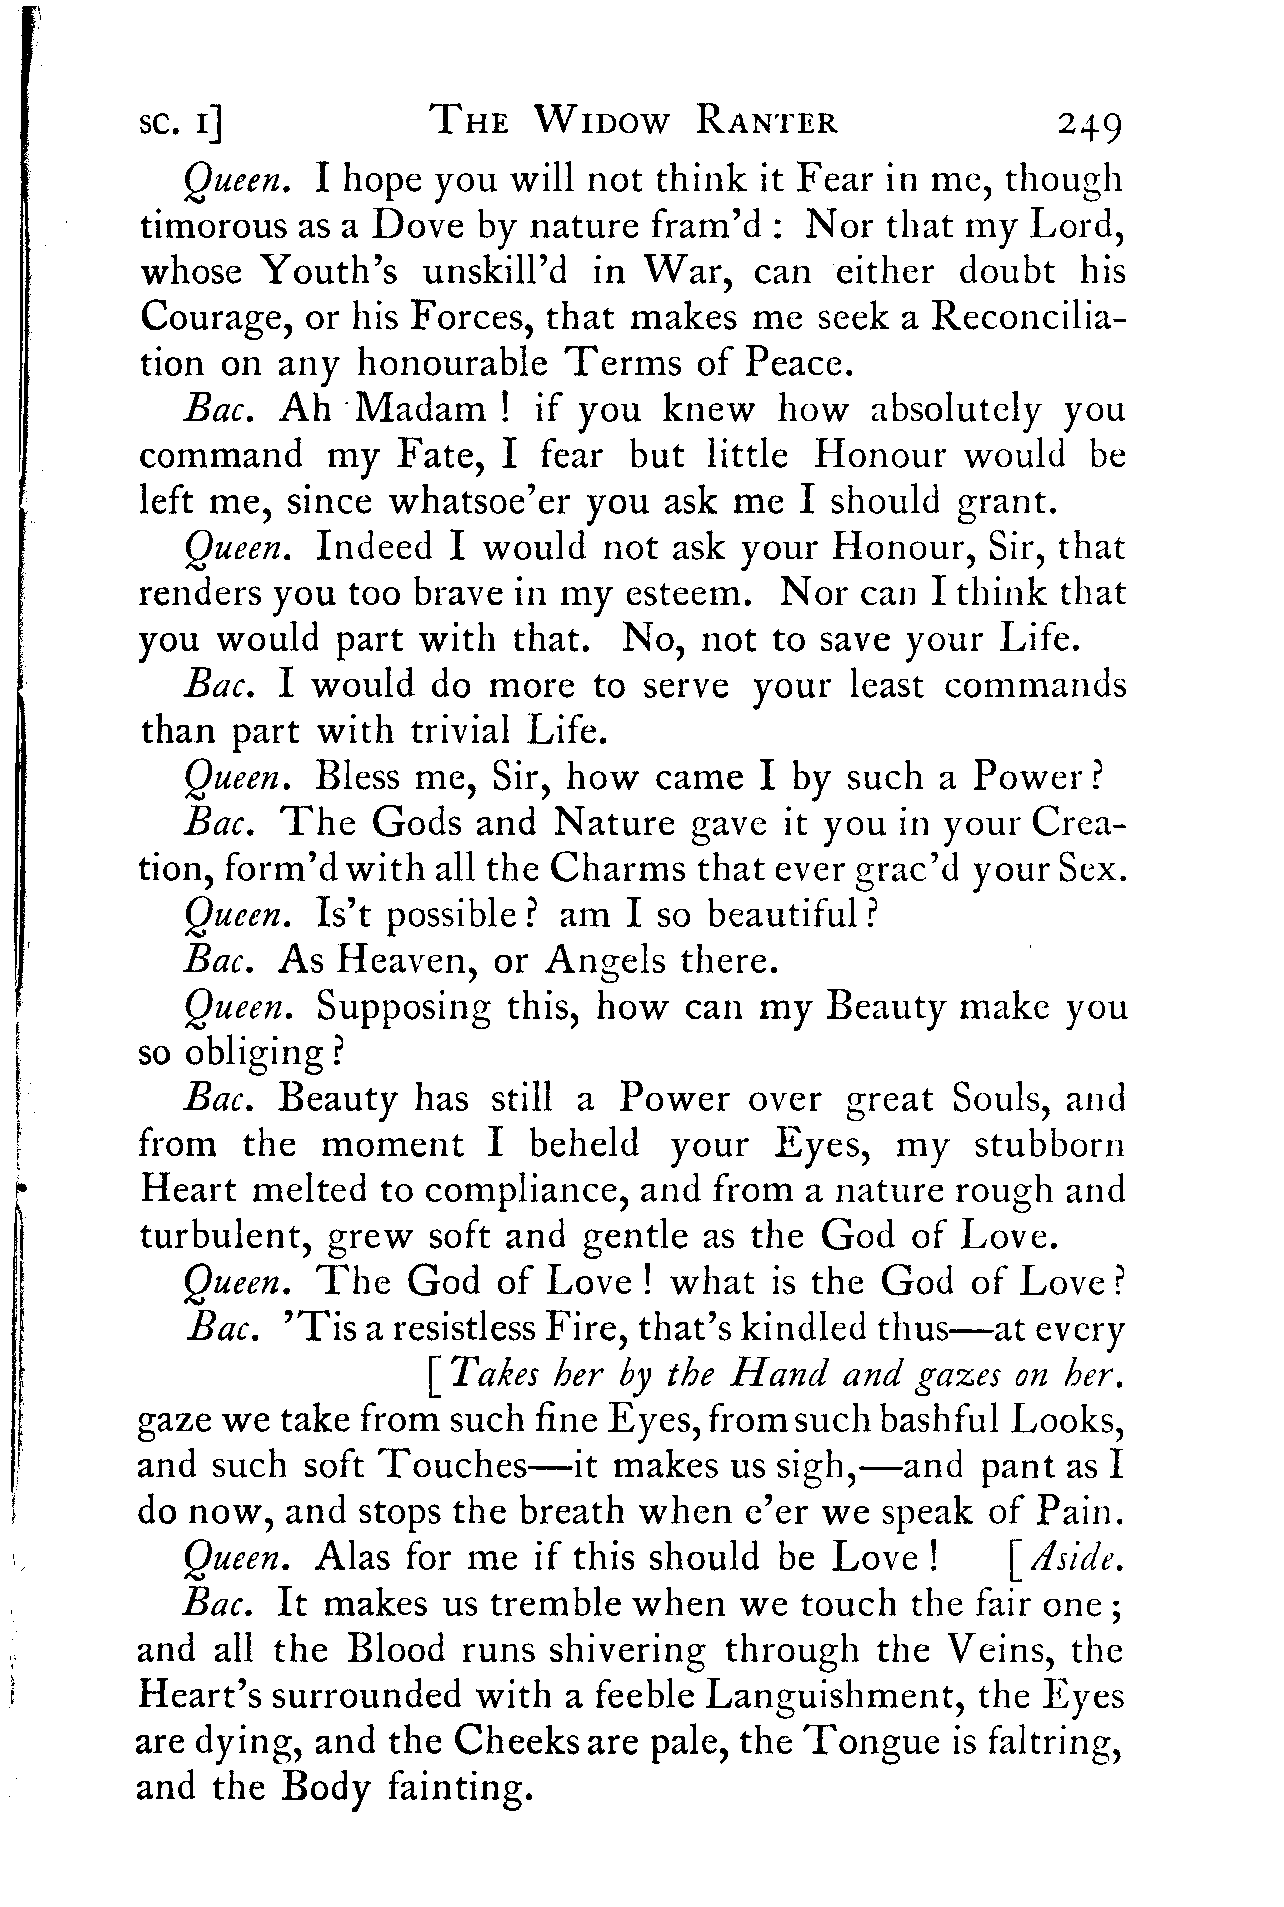 sc. 1] The Widow Ranter 249
Queen. I hope you will not think it Fear in me, though
timorous as a Dove by nature fram'd : Nor that my Lord,
whose Youth's unskill'd in War, can either doubt his
Courage, or his Forces, that makes me seek a Reconcilia-
tion on any honourable Terms of Peace.
Bac. Ah Madam ! if you knew how absolutely you
command my Fate, I fear but little Honour would be
left me, since whatsoe'er you ask me I should grant.
Queen. Indeed I would not ask your Honour, Sir, that
renders you too brave in my esteem. Nor can I think that
you would part with that. No, not to save your Life.
Bac. I would do more to serve your least commands
than part with trivial Life.
Queen. Bless me, Sir, how came I by such a Power ?
Bac. The Gods and Nature gave it you in your Crea-
tion, form'd with all the Charms that ever grac'd your Sex.
Queen. Is't possible ? am I so beautiful ?
Bac. As Heaven, or Angels there.
Queen. Supposing this, how can my Beauty make you
so obliging ?
Bac. Beauty has still a Power over great Souls, and
from the moment I beheld your Eyes, my stubborn
Heart melted to compliance, and from a nature rough and
turbulent, grew soft and gentle as the God of Love.
Queen. The God of Love ! what is the God of Love ?
Bac. 'Tis a resistless Fire, that's kindled thus—at every
[Takes her by the Hand and gazes on her.
gaze we take from such fine Eyes, from such bashful Looks,
and such soft Touches—it makes us sigh,—and pant as I
do now, and stops the breath when e'er we speak of Pain.
Queen. Alas for me if this should be Love ! [Aside.
Bac. It makes us tremble when we touch the fair one ;
and all the Blood runs shivering through the Veins, the
Heart's surrounded with a feeble Languishment, the Eyes
are dying, and the Cheeks are pale, the Tongue is faltring,
and the Body fainting.